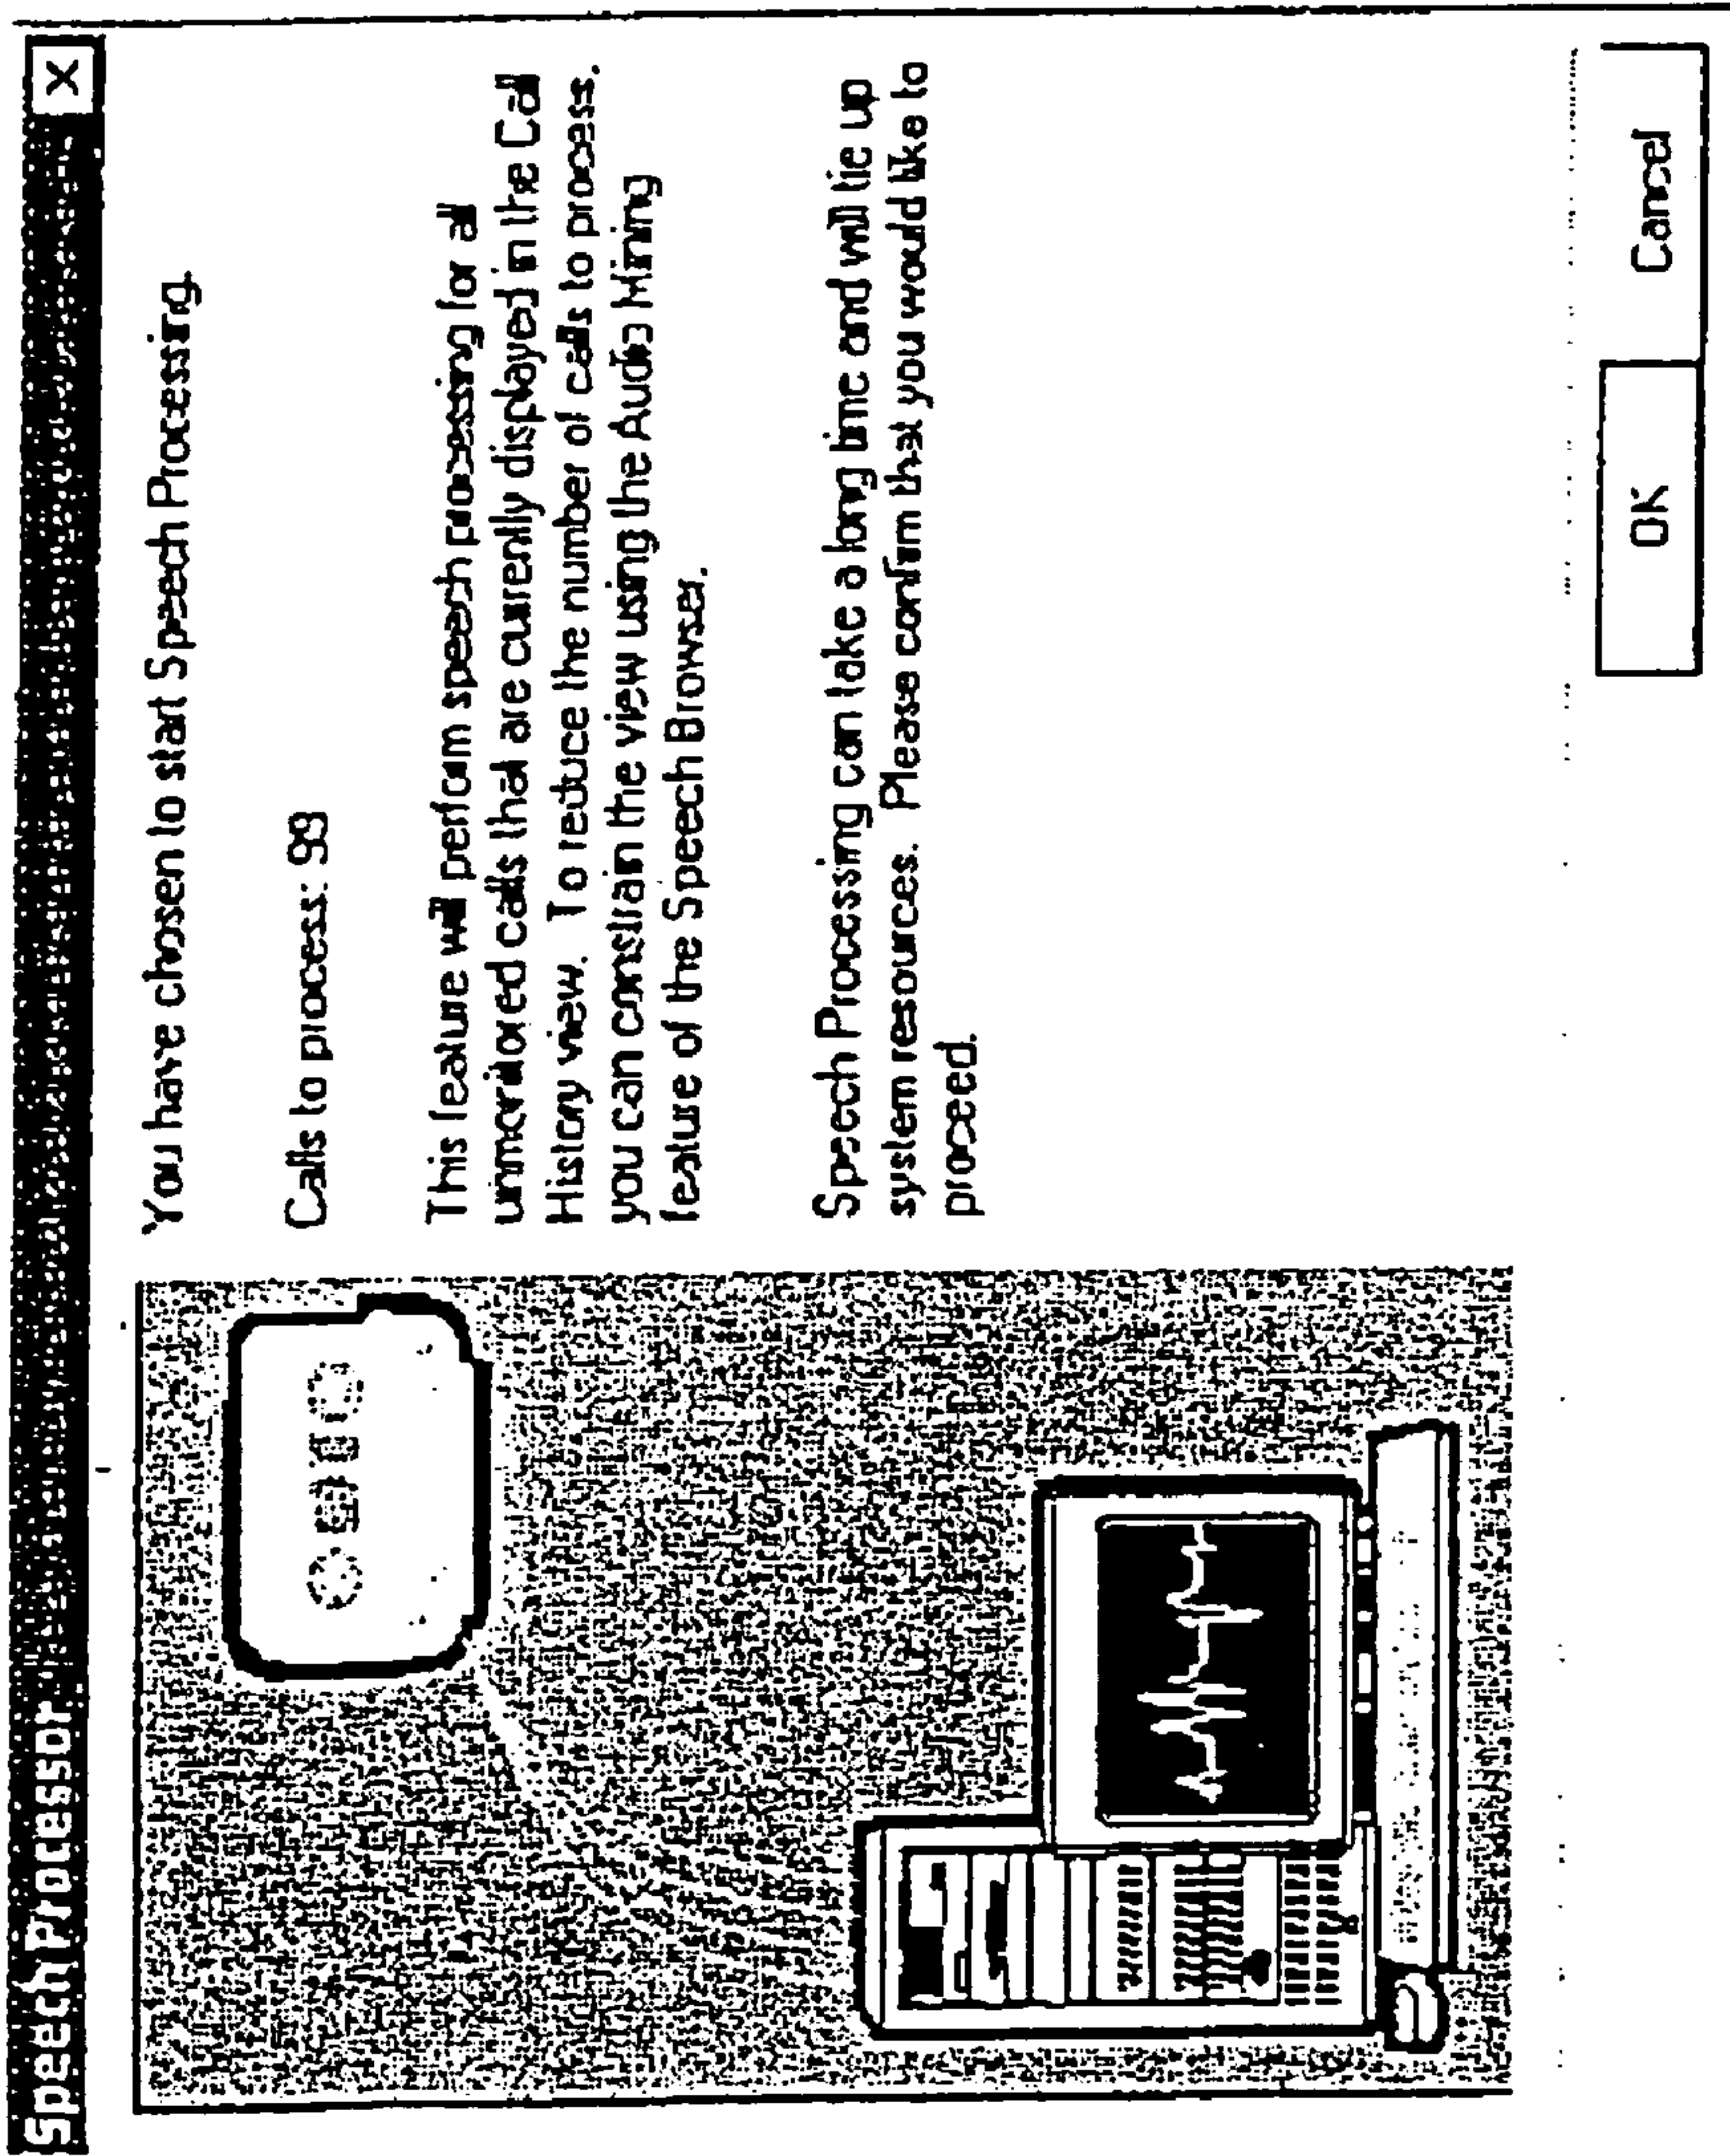 Speech Processor
X
You have chosen to start Speech Processing.
Calls to process: 99
This feature will perform speech processing for all
unmonitored calls that are currently displayed in the Call
History view. To reduce the number of calls to process,
you can constrain the view using the Audio Mining
feature of the Speech Browser.
Speech Processing can take a long time and will tie up
system resources. Please confirm that you would like to
proceed.
OK
Cancel